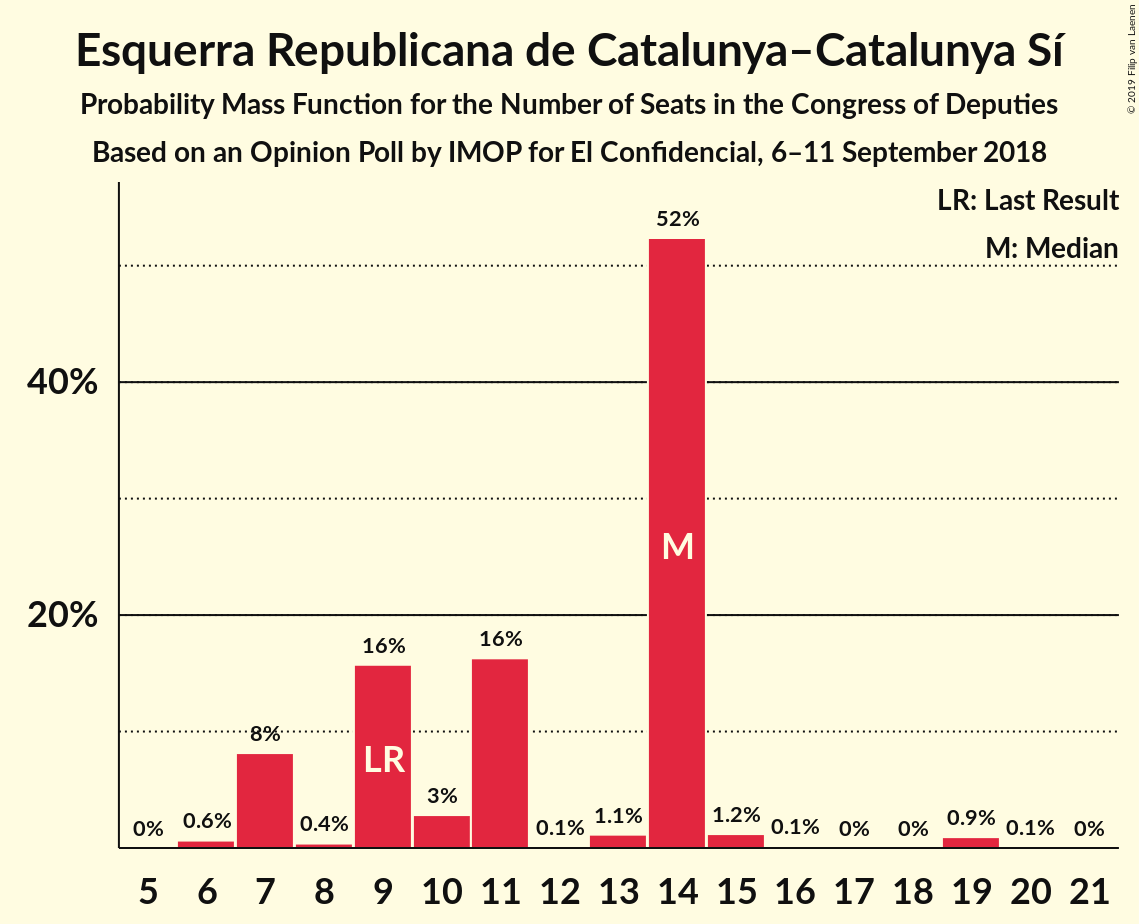 Esquerra Republicana de Catalunya–Catalunya Sí
Probability Mass Function for the Number of Seats in the Congress of Deputies
Based on an Opinion Poll by IMOP for El Confidencial, 6–11 September 2018
© 2019 Filip van Laenen
LR: Last Result
M: Median
40%
20%
0%
0.6%
8%
0.4%
16%
3%
16%
0.1%
1.1%
52%
1.2%
0.1%
0%
0%
0.9%
0.1%
0%
LR
M
5 6 7 8 9 10 11 12 13 14 15 16 17 18 19 20 21